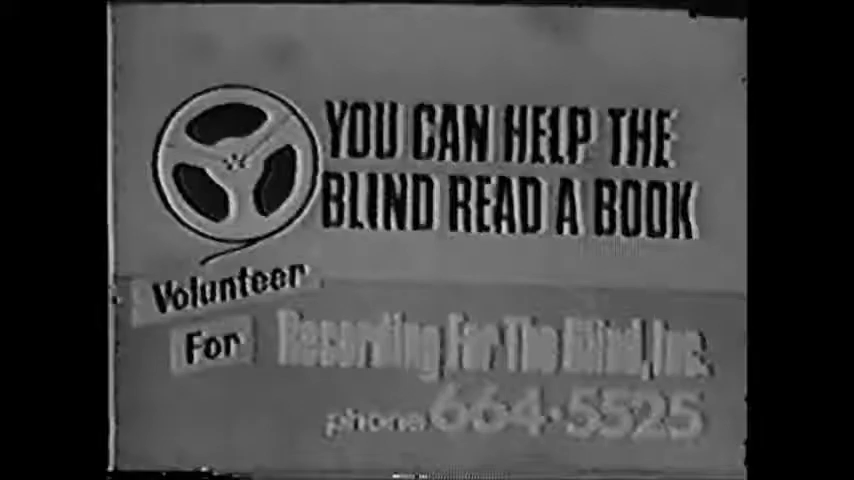 YOU CAN HELP THE
BLIND READ A BOOK
Volunteer
For Recording For The Blind, Inc.
phone 664-5525